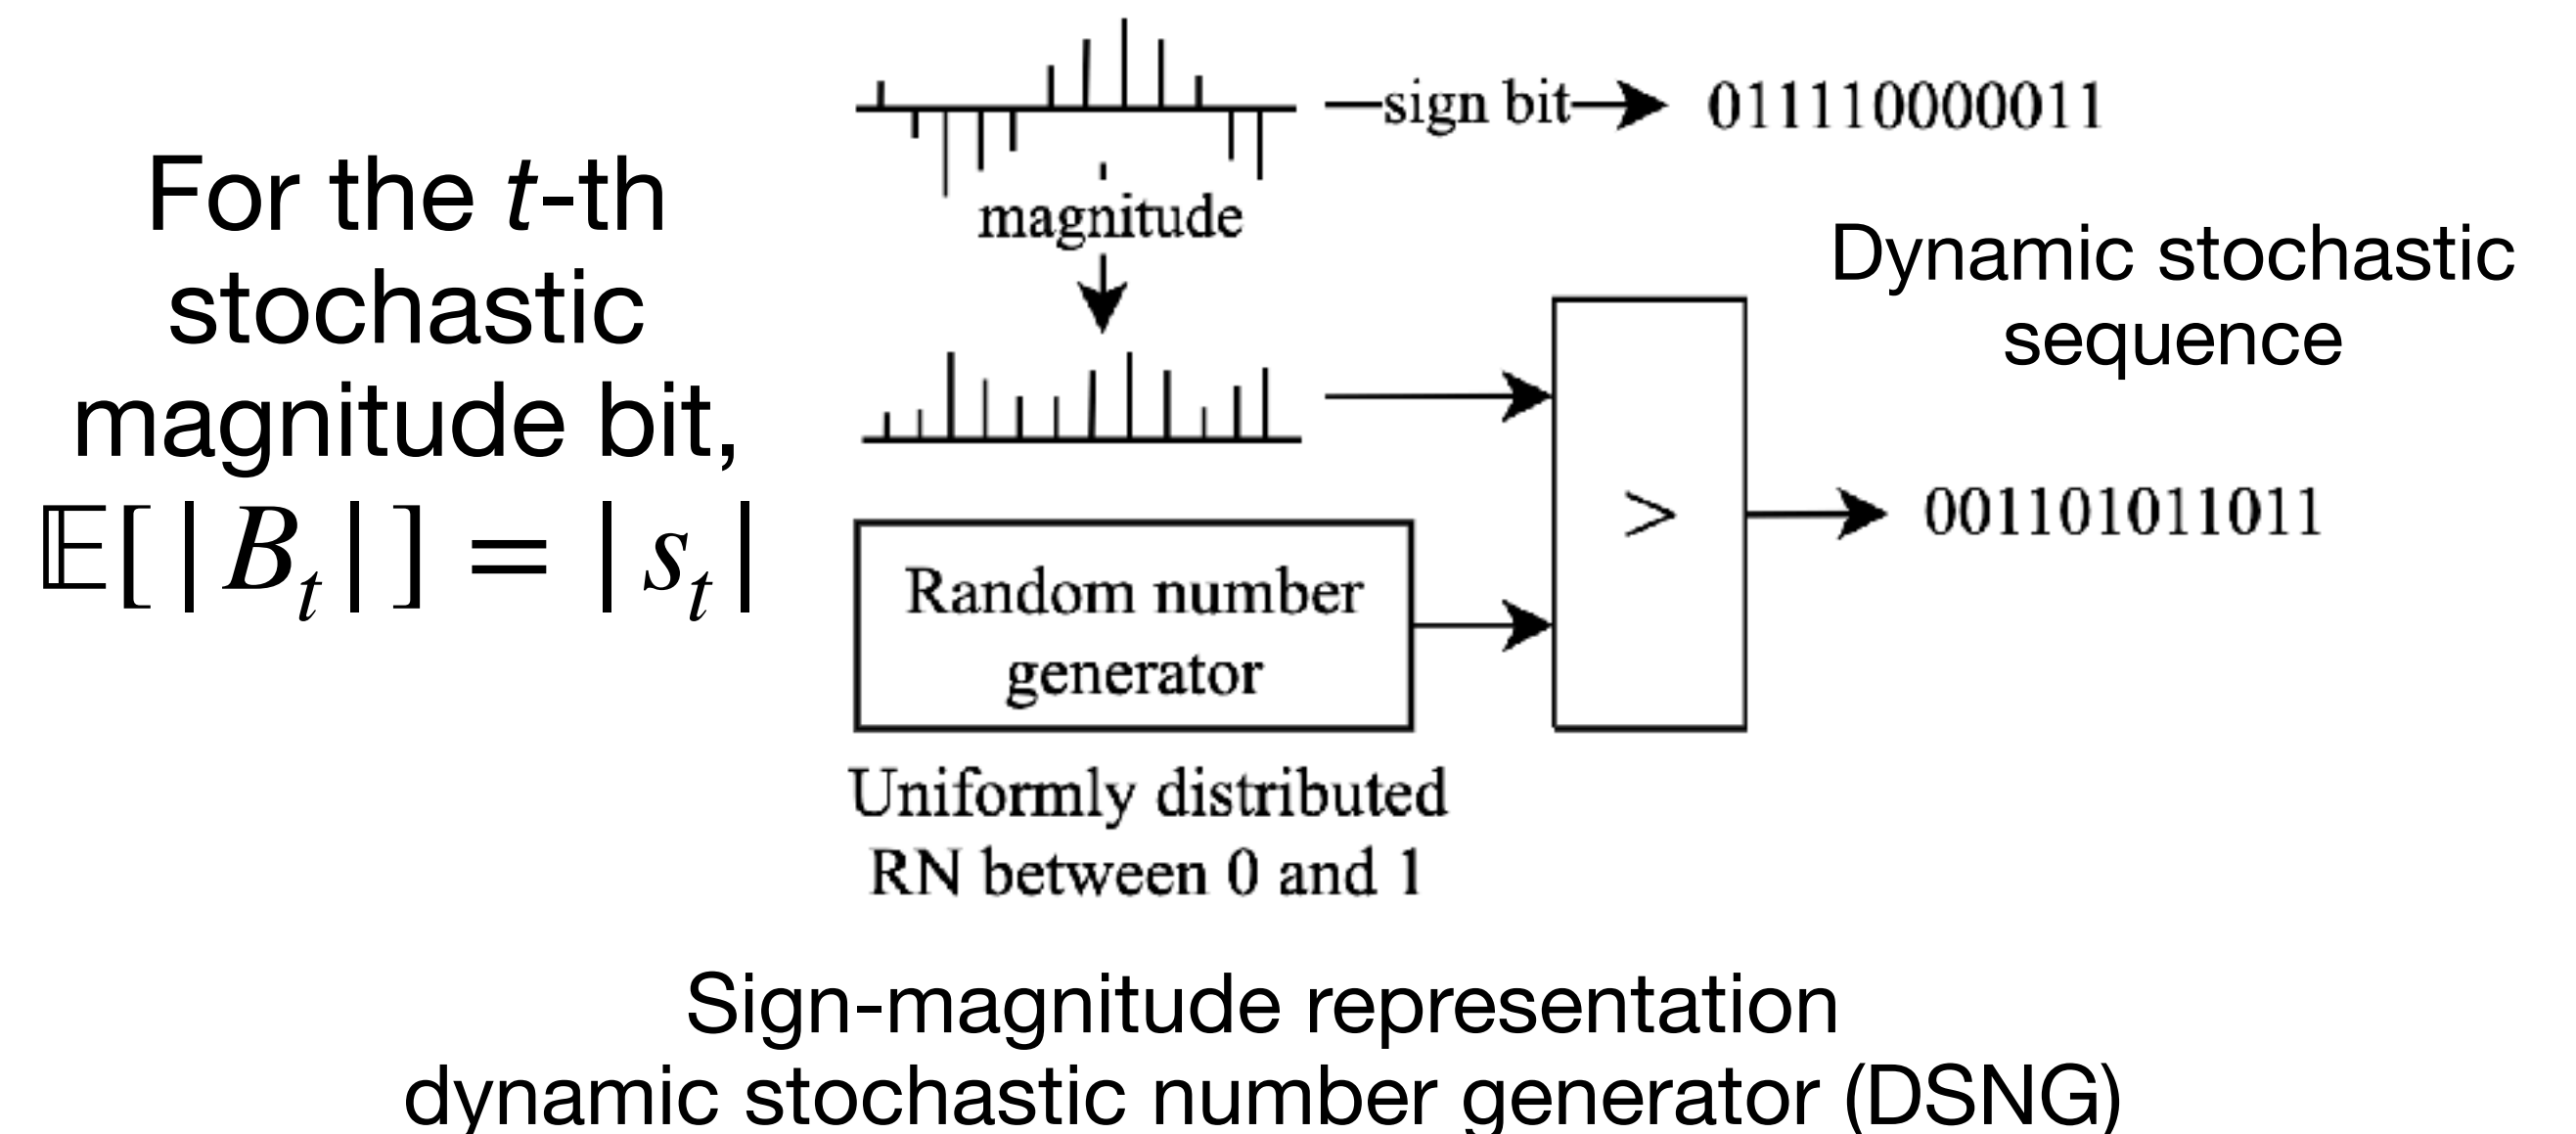 For the t-th
stochastic
magnitude bit,
𝔼[|B_t|] = |s_t|
sign bit
011110000011
magnitude
Dynamic stochastic
sequence
>
001101011011
Random number
generator
Uniformly distributed
RN between 0 and 1
Sign-magnitude representation
dynamic stochastic number generator (DSNG)